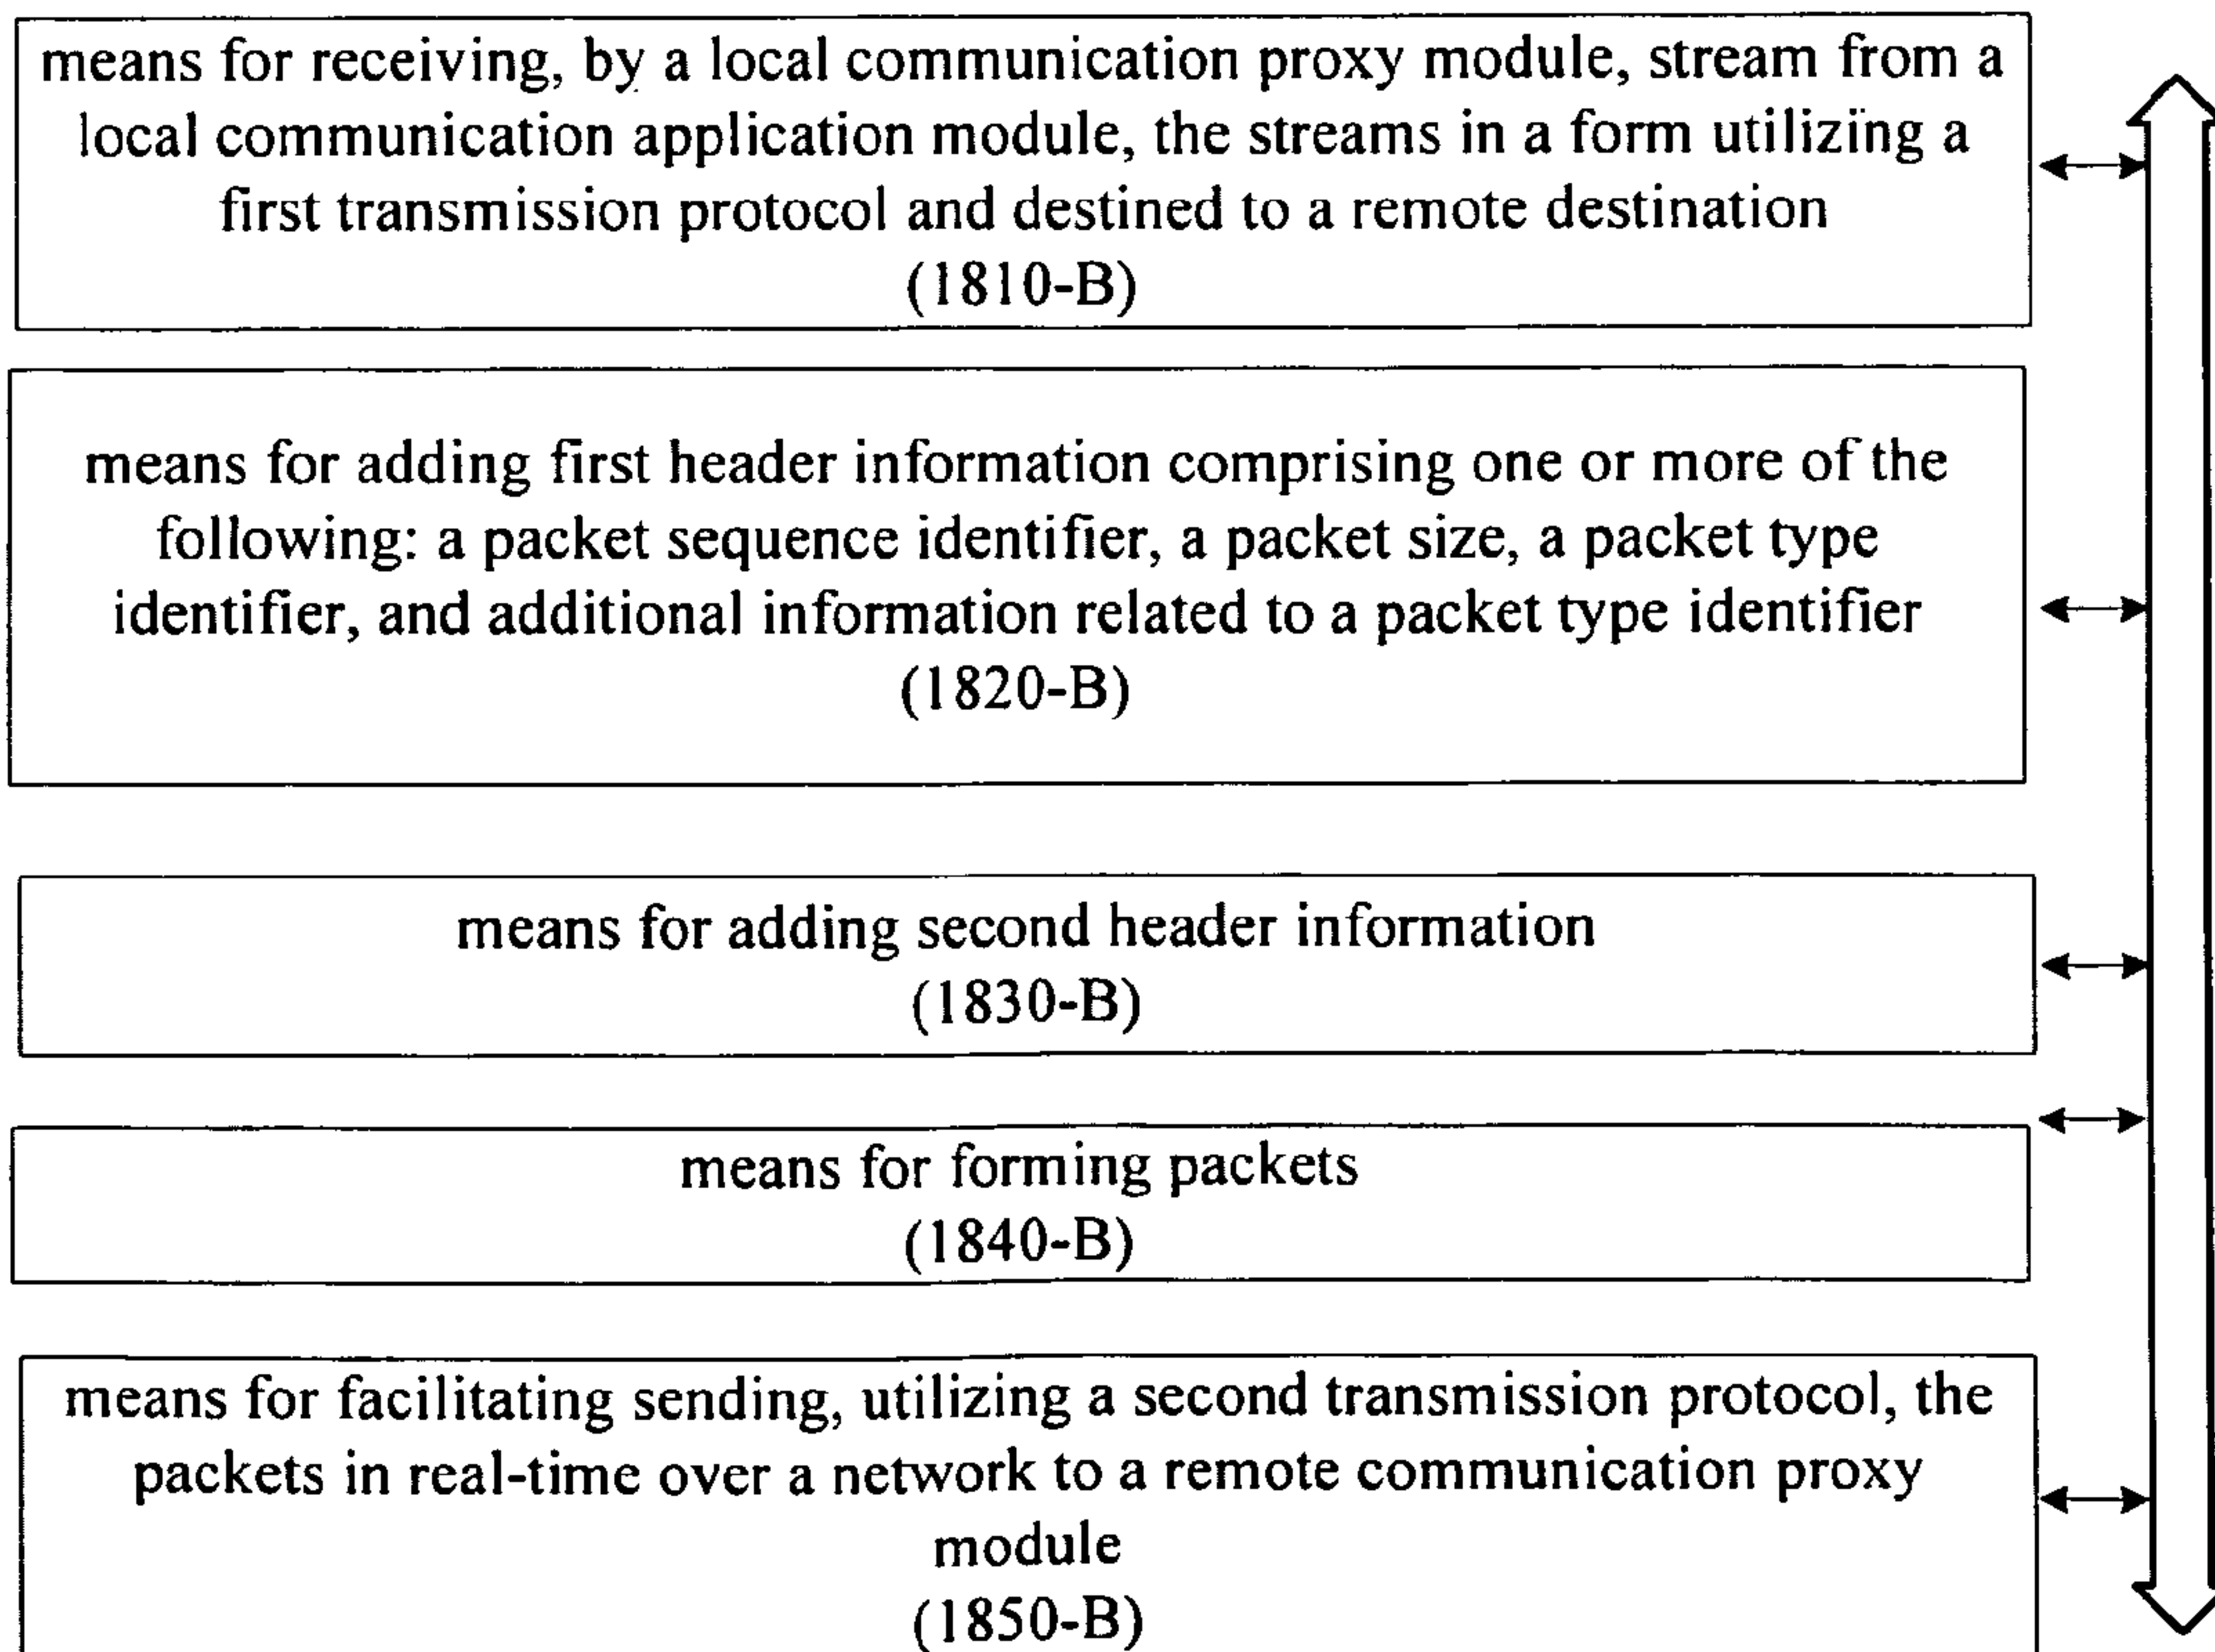 means for receiving, by a local communication proxy module, stream from a
local communication application module, the streams in a form utilizing a
first transmission protocol and destined to a remote destination
(1810-B)
means for adding first header information comprising one or more of the
following: a packet sequence identifier, a packet size, a packet type
identifier, and additional information related to a packet type identifier
(1820-B)
means for adding second header information
(1830-B)
means for forming packets
(1840-B)
means for facilitating sending, utilizing a second transmission protocol, the
packets in real-time over a network to a remote communication proxy
module
(1850-B)